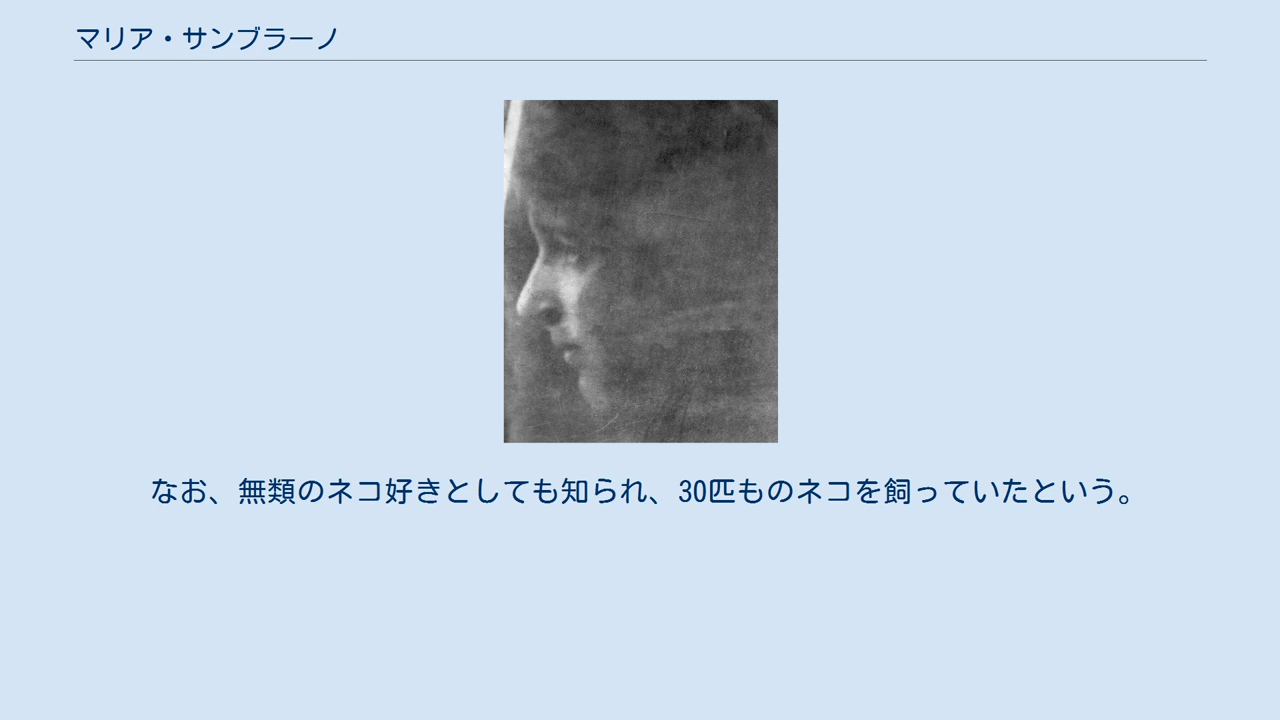 マリア・サンブラーノ
なお、無類のネコ好きとしても知られ、30匹ものネコを飼っていたという。